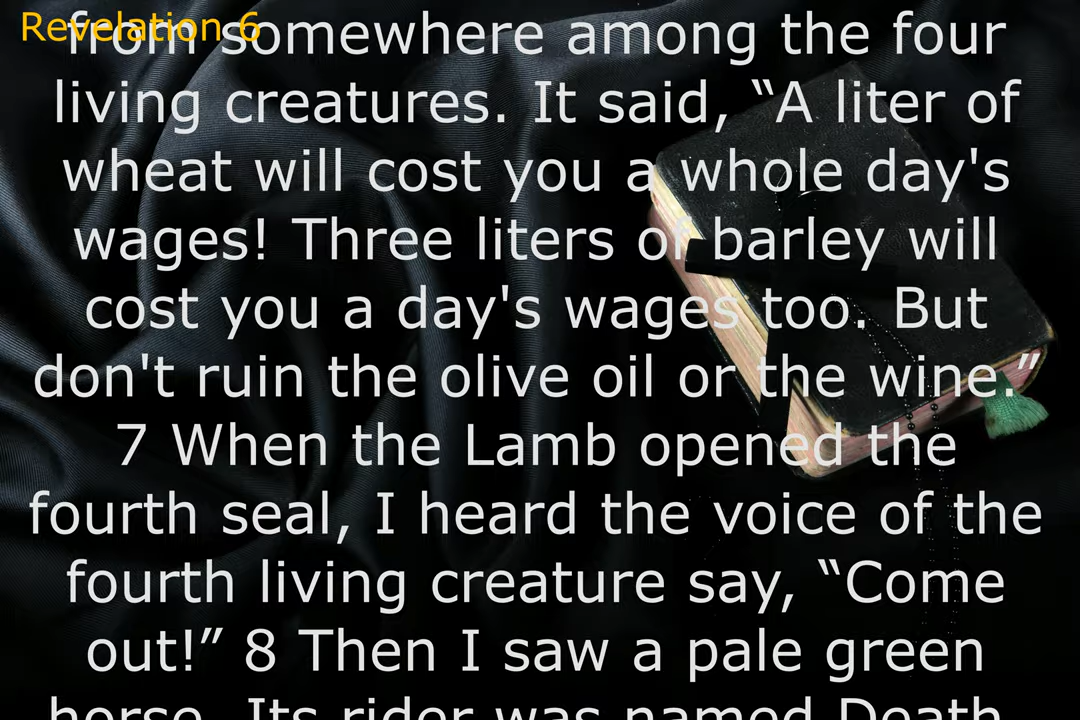 Revelation 6
from somewhere among the four
living creatures. It said, “A liter of
wheat will cost you a whole day's
wages! Three liters of barley will
cost you a day's wages too. But
don't ruin the olive oil or the wine.”
7 When the Lamb opened the
fourth seal, I heard the voice of the
fourth living creature say, “Come
out!” 8 Then I saw a pale green
horse. Its rider was named Death,